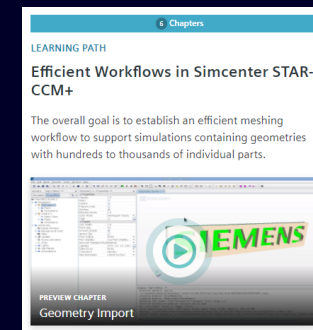 6 Chapters
LEARNING PATH
Efficient Workflows in Simcenter STAR-
CCM+
The overall goal is to establish an efficient meshing
workflow to support simulations containing geometries
with hundreds to thousands of individual parts.
IEMENS
PREVIEW CHAPTER
Geometry Import